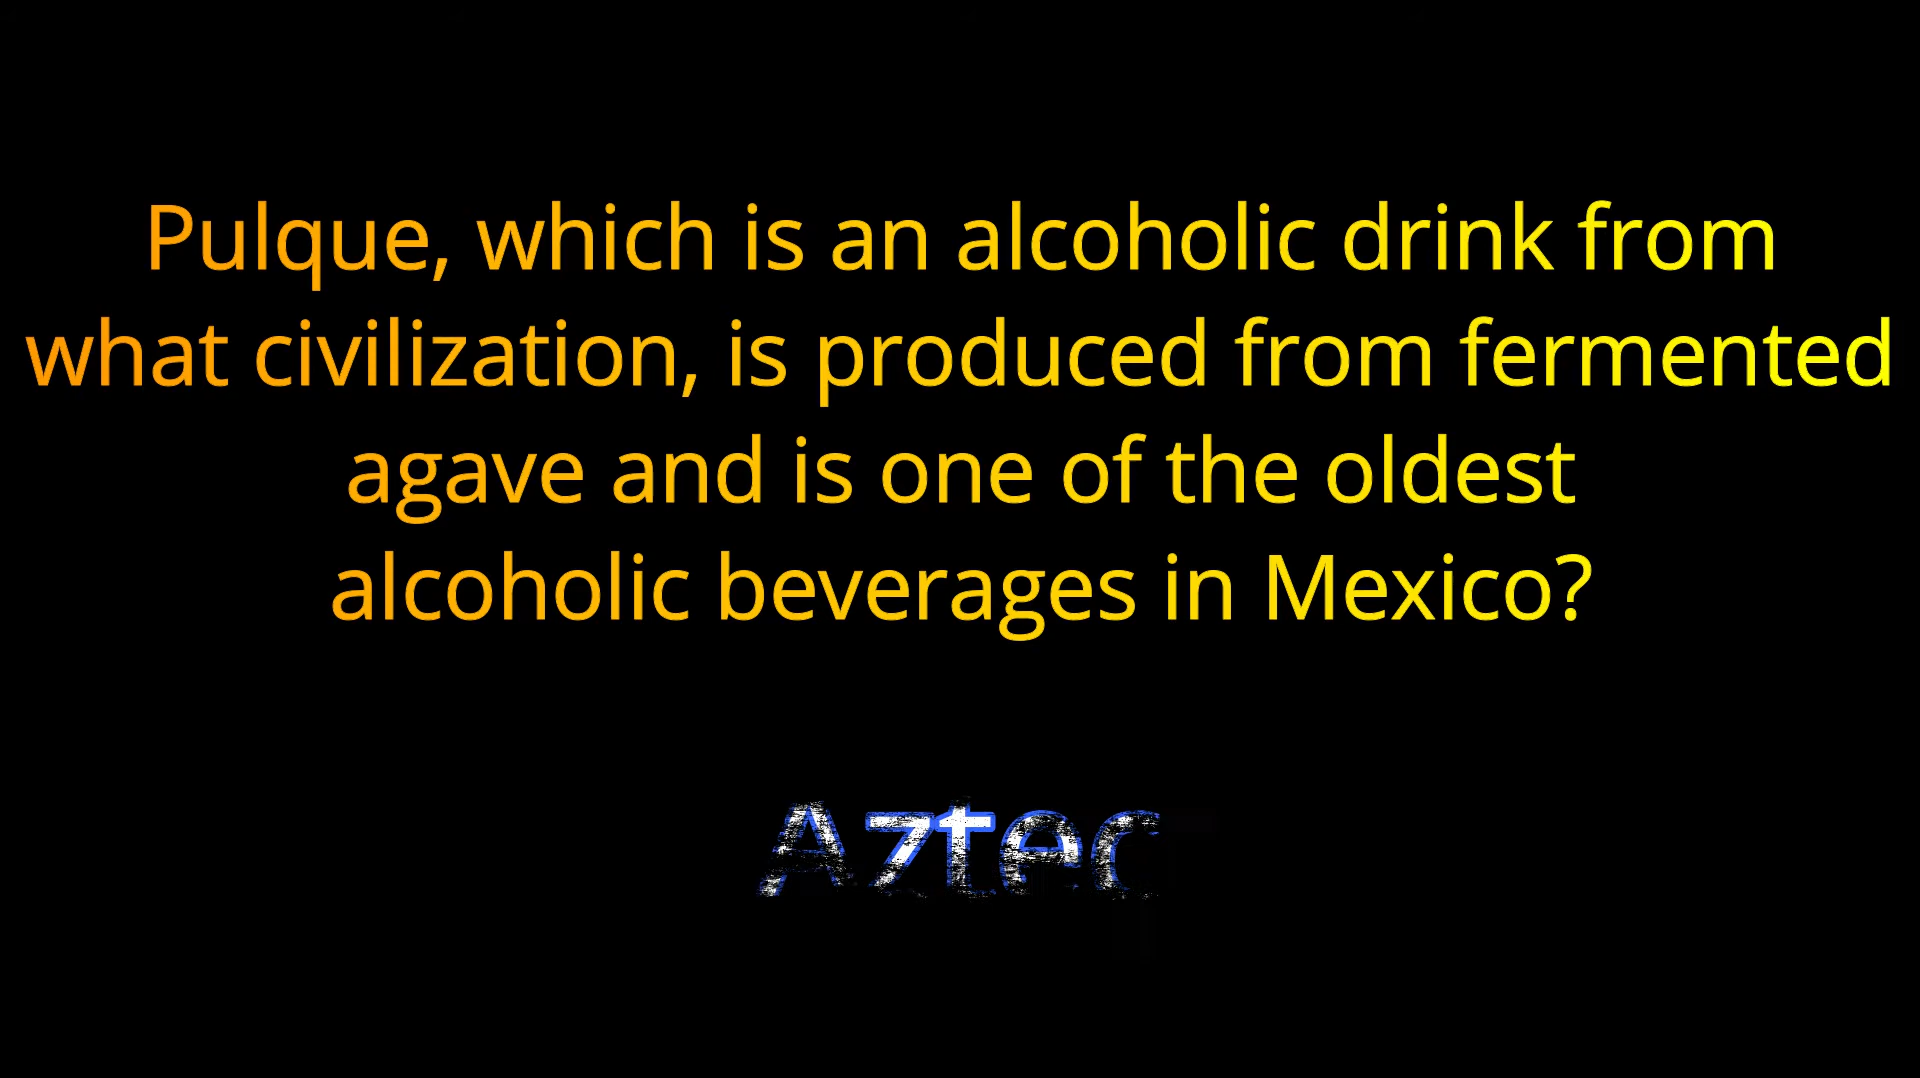 Pulque, which is an alcoholic drink from
what civilization, is produced from fermented
agave and is one of the oldest
alcoholic beverages in Mexico?
Aztec